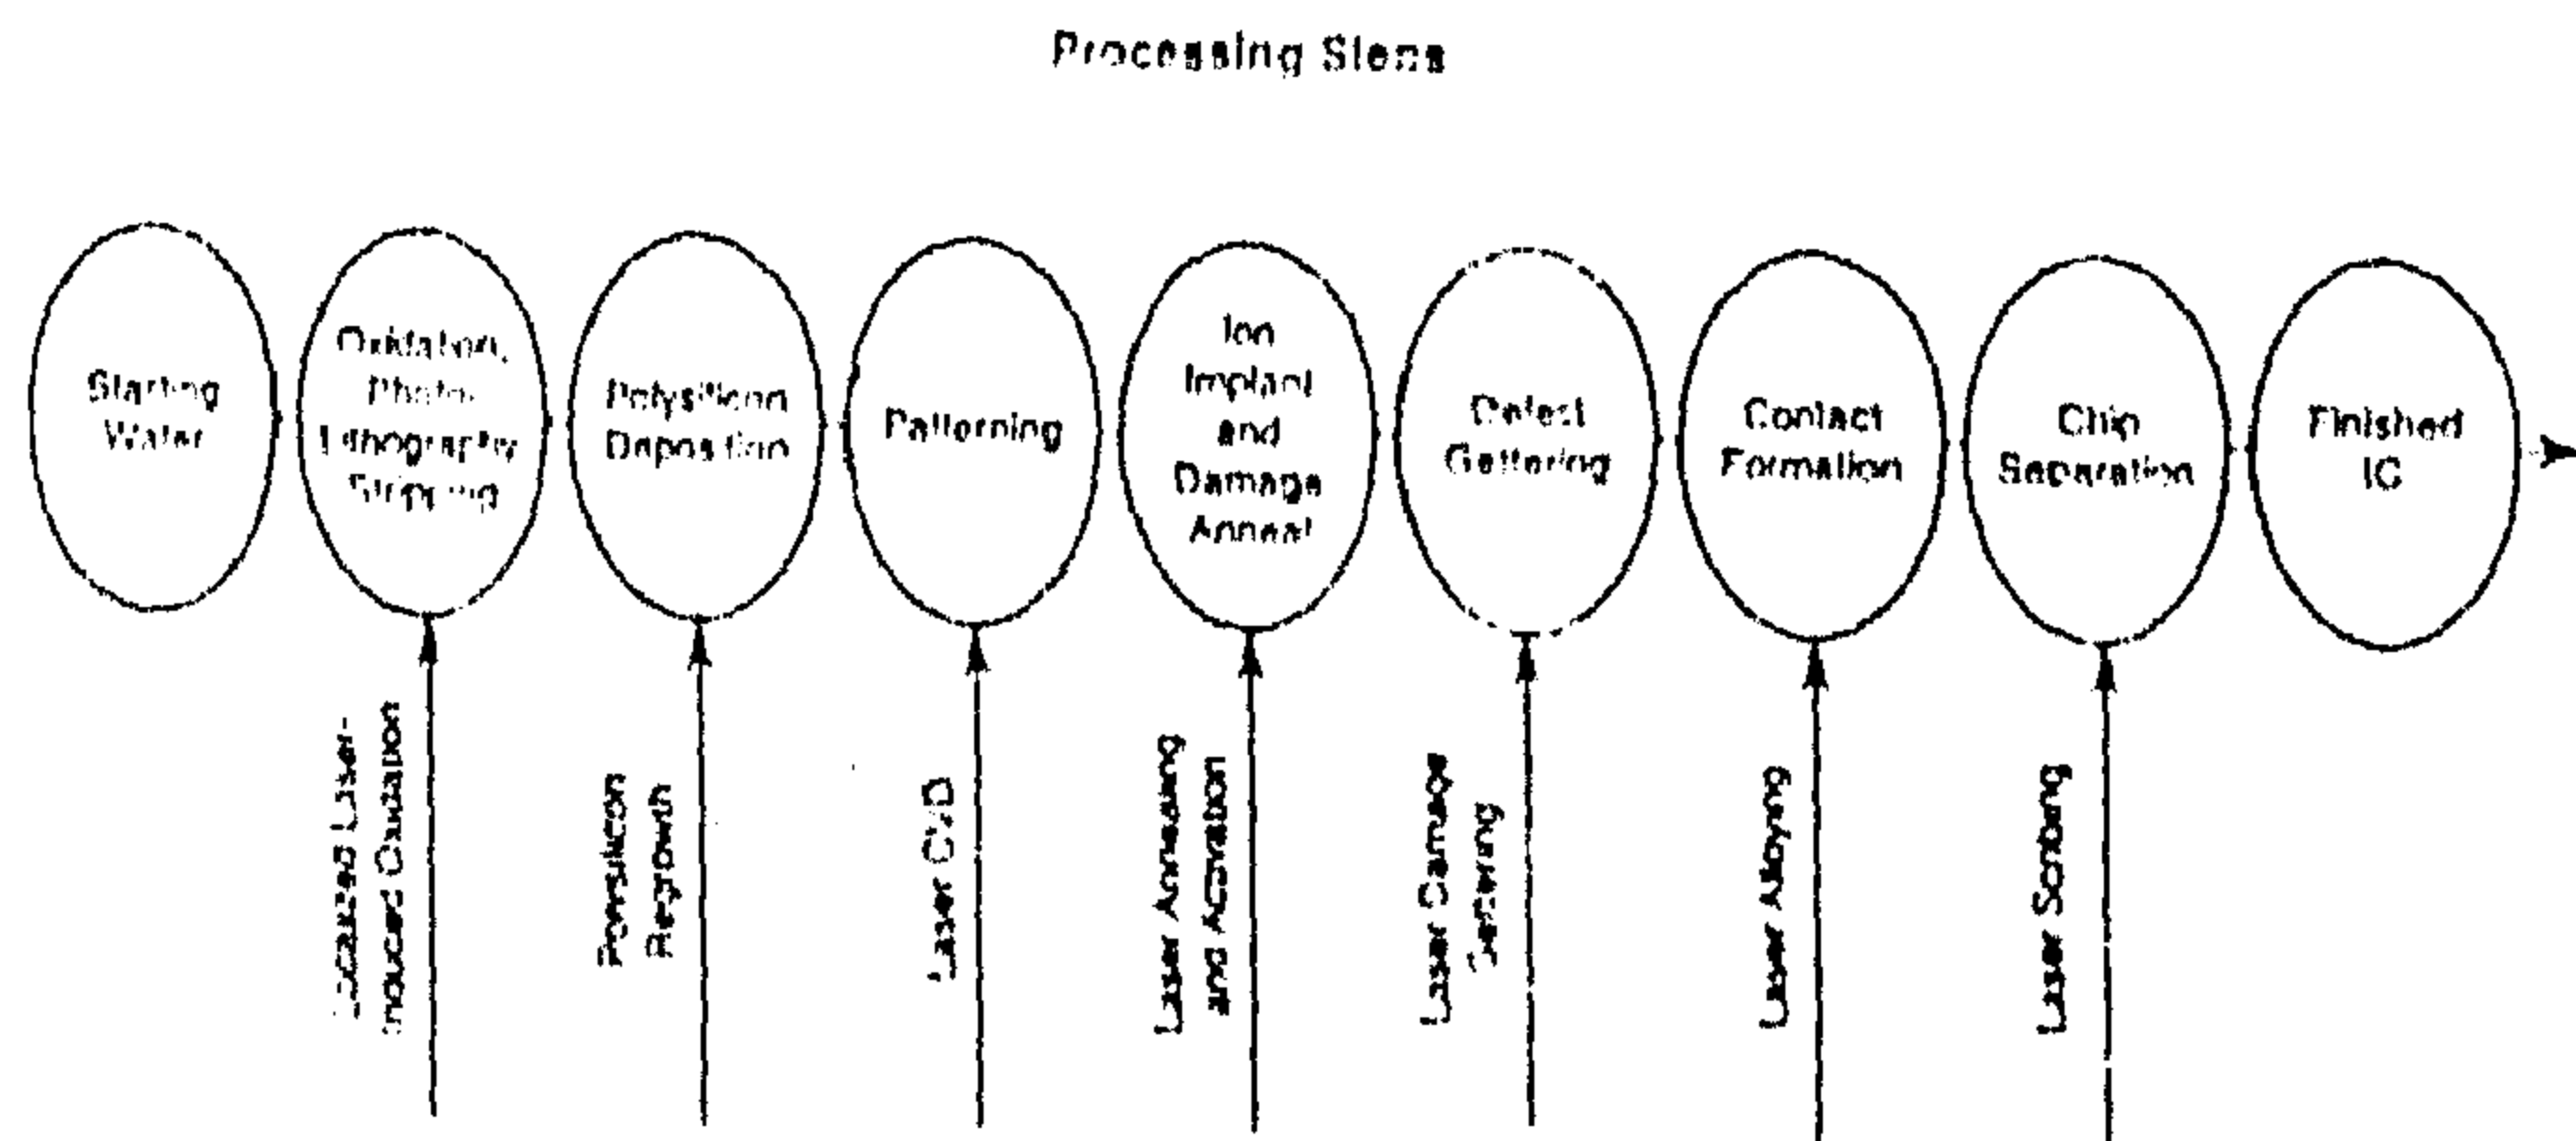 Processing Steps
Starting
Wafer
Oxidation,
Photo-
Lithography
Stripping
Polysilicon
Deposition
Patterning
Ion
Implant
and
Damage
Anneal
Defect
Gettering
Contact
Formation
Chip
Separation
Finished
IC
Localized Laser-
Induced Oxidation
Polysilicon
Regrowth
Laser CVD
Laser Annealing
and Activation
Laser Damage
Gettering
Laser Alloying
Laser Scribing